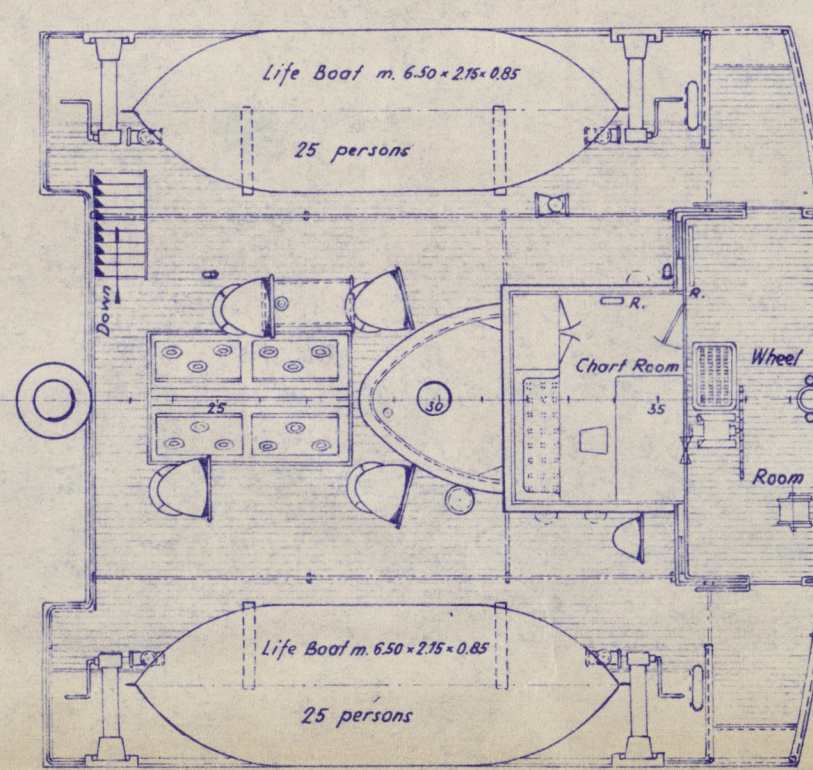 Life Boat m. 6.50 × 2.15 × 0.85
25 persons
Down
R.
R.
Chart Room
Wheel
25
30
35
Room
Life Boat m. 6.50 × 2.15 × 0.85
25 persons